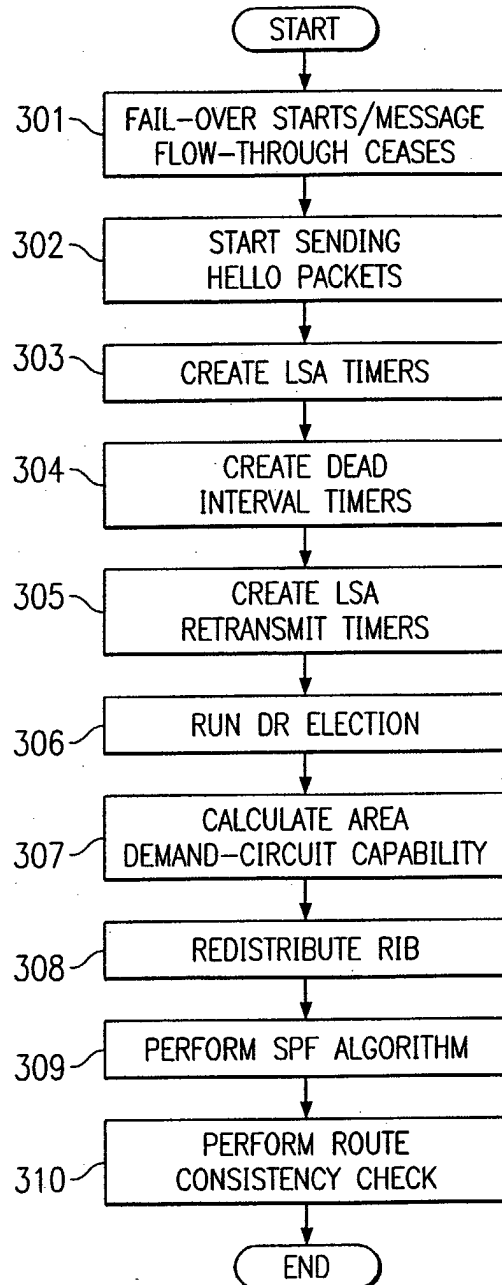 START
301
FAIL-OVER STARTS/MESSAGE
FLOW-THROUGH CEASES
302
START SENDING
HELLO PACKETS
303
CREATE LSA TIMERS
304
CREATE DEAD
INTERVAL TIMERS
305
CREATE LSA
RETRANSMIT TIMERS
306
RUN DR ELECTION
307
CALCULATE AREA
DEMAND-CIRCUIT CAPABILITY
308
REDISTRIBUTE RIB
309
PERFORM SPF ALGORITHM
310
PERFORM ROUTE
CONSISTENCY CHECK
END